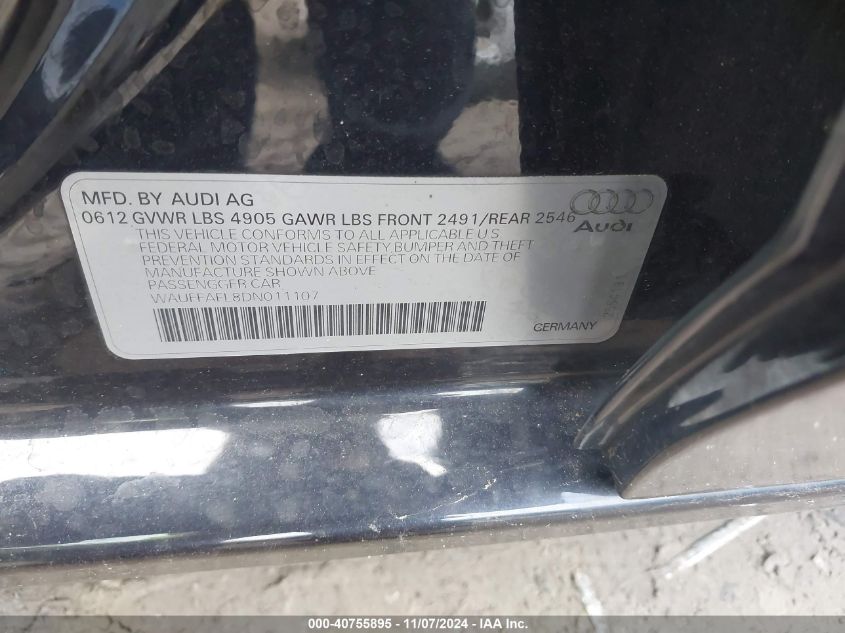 MFD. BY AUDI AG
0612 GVWR LBS 4905 GAWR LBS FRONT 2491/REAR 2546
THIS VEHICLE CONFORMS TO ALL APPLICABLE U.S
FEDERAL MOTOR VEHICLE SAFETY,BUMPER AND THEFT
PREVENTION STANDARDS IN EFFECT ON THE DATE OF
MANUFACTURE SHOWN ABOVE
PASSENGER CAR
WAUFFAFL8DN011107
Audi
GERMANY
000-40755895 - 11/07/2024 - IAA Inc.